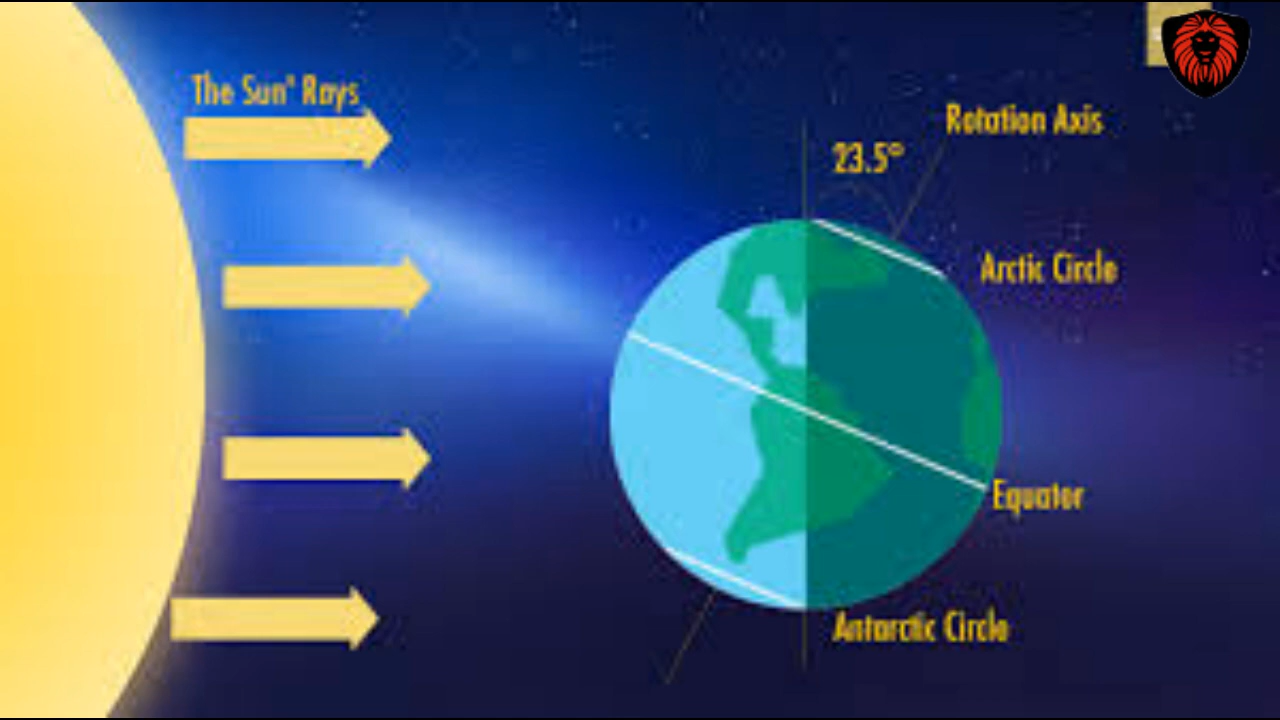 The Sun' Rays
Rotation Axis
23.5°
Arctic Circle
Equator
Antarctic Circle